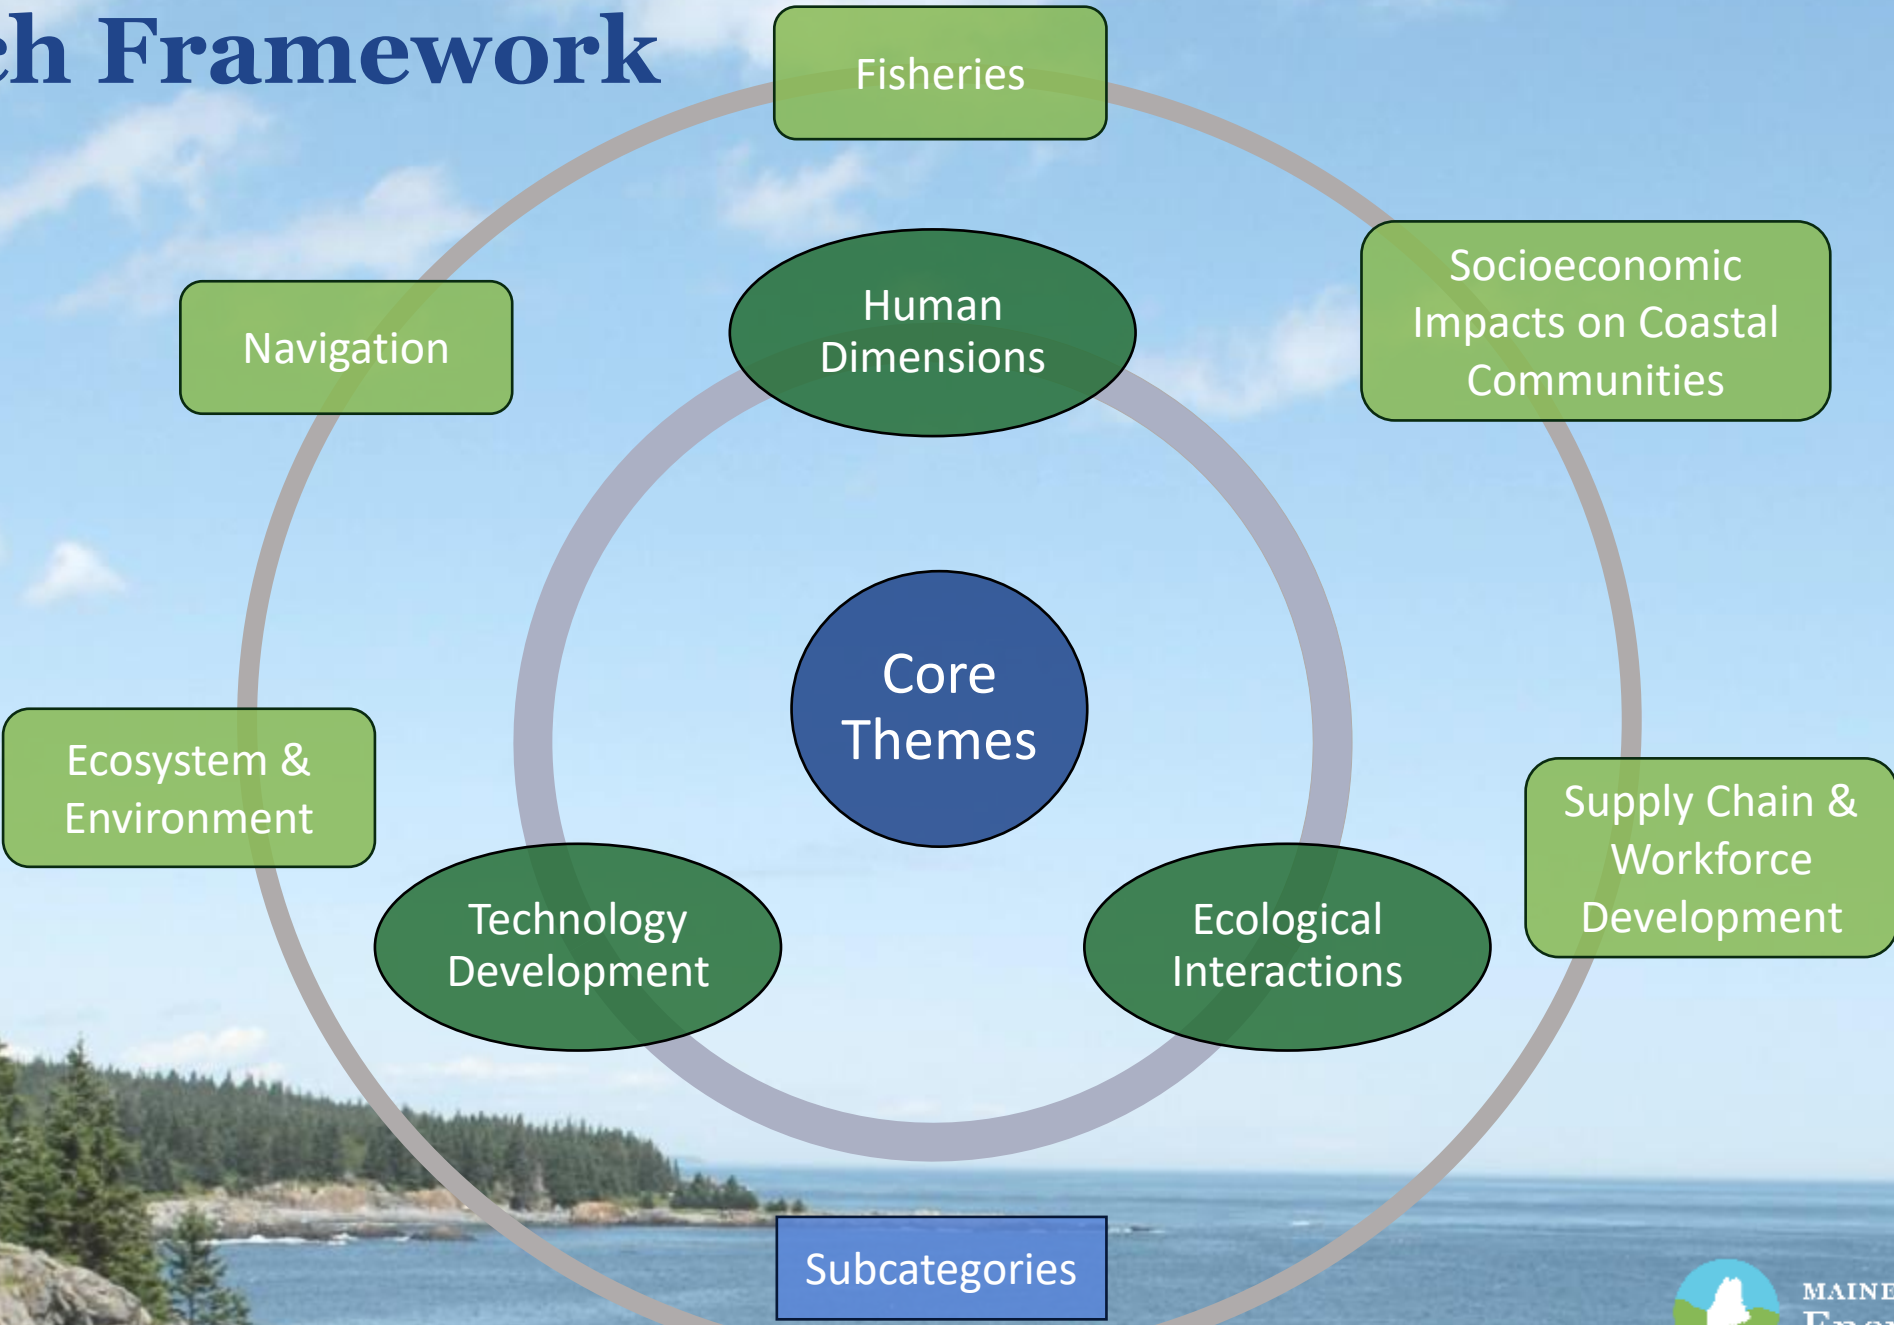 Framework
Fisheries
Socioeconomic
Impacts on Coastal
Communities
Human
Dimensions
Navigation
Core
Themes
Ecosystem &
Environment
Supply Chain &
Workforce
Development
Technology
Development
Ecological
Interactions
Subcategories
MAINE